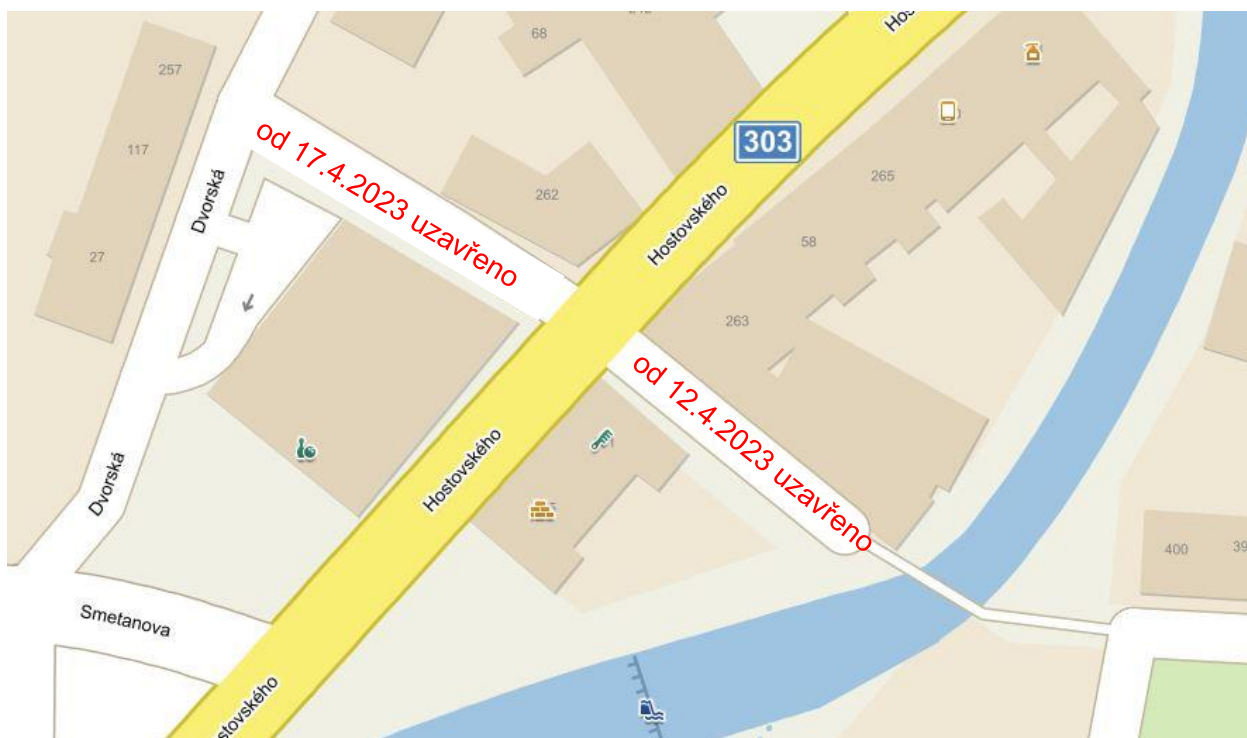 Hostovského
68
257
303
117
od 17.4.2023 uzavřeno
262
265
Dvorská
Hostovského
58
27
263
od 12.4.2023 uzavřeno
Hostovského
Dvorská
400
Smetanova